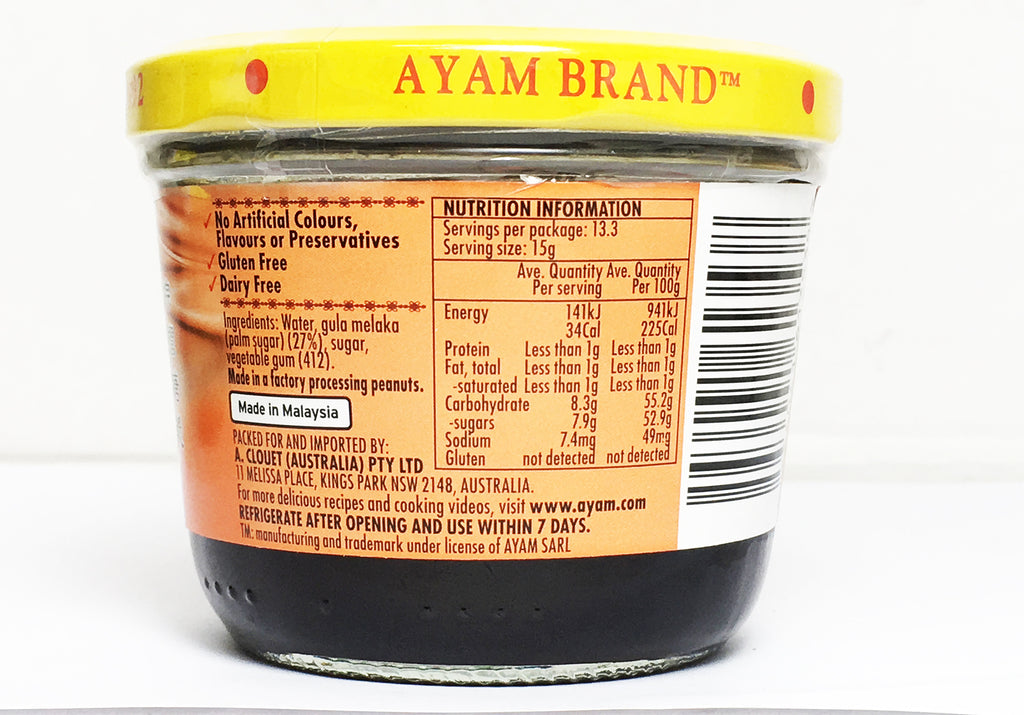 AYAM BRAND™
No Artificial Colours,
Flavours or Preservatives
Gluten Free
Dairy Free
Ingredients: Water, gula melaka
(palm sugar) (27%), sugar,
vegetable gum (412).
Made in a factory processing peanuts.
Made in Malaysia
PACKED FOR AND IMPORTED BY:
A. CLOUET (AUSTRALIA) PTY LTD
11 MELISSA PLACE, KINGS PARK NSW 2148, AUSTRALIA.
For more delicious recipes and cooking videos, visit www.ayam.com
REFRIGERATE AFTER OPENING AND USE WITHIN 7 DAYS.
TM: manufacturing and trademark under license of AYAM SARL
NUTRITION INFORMATION
Servings per package: 13.3
Serving size: 15g
Ave. Quantity Ave. Quantity
Per serving Per 100g
Energy 141kJ 941kJ
34Cal 225Cal
Protein Less than 1g Less than 1g
Fat, total Less than 1g Less than 1g
-saturated Less than 1g Less than 1g
Carbohydrate 8.3g 55.2g
-sugars 7.9g 52.9g
Sodium 7.4mg 49mg
Gluten not detected not detected